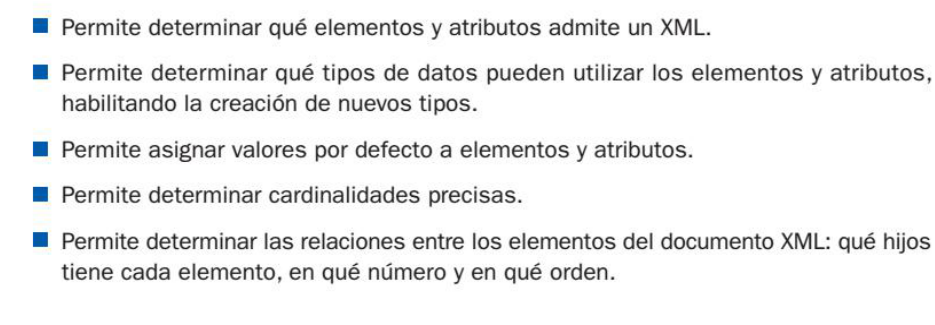 Permite determinar qué elementos y atributos admite un XML.
Permite determinar qué tipos de datos pueden utilizar los elementos y atributos,
habilitando la creación de nuevos tipos.
Permite asignar valores por defecto a elementos y atributos.
Permite determinar cardinalidades precisas.
Permite determinar las relaciones entre los elementos del documento XML: qué hijos
tiene cada elemento, en qué número y en qué orden.